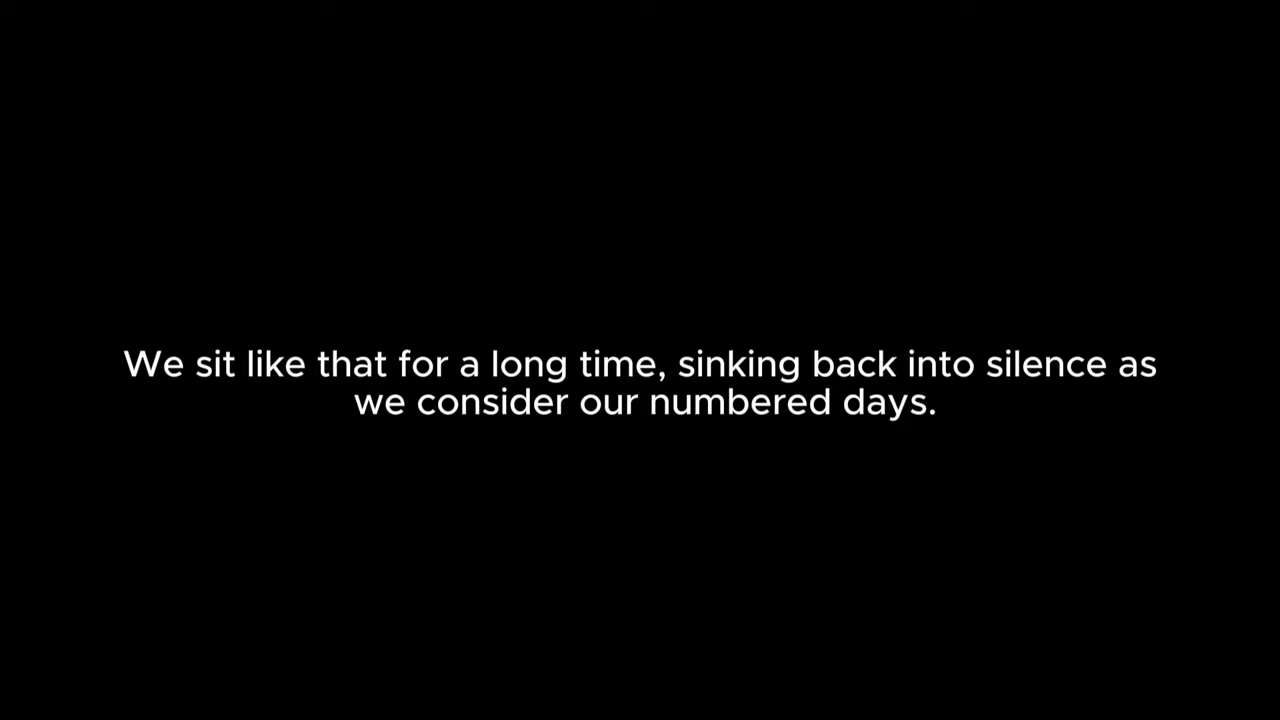 We sit like that for a long time, sinking back into silence as
we consider our numbered days.